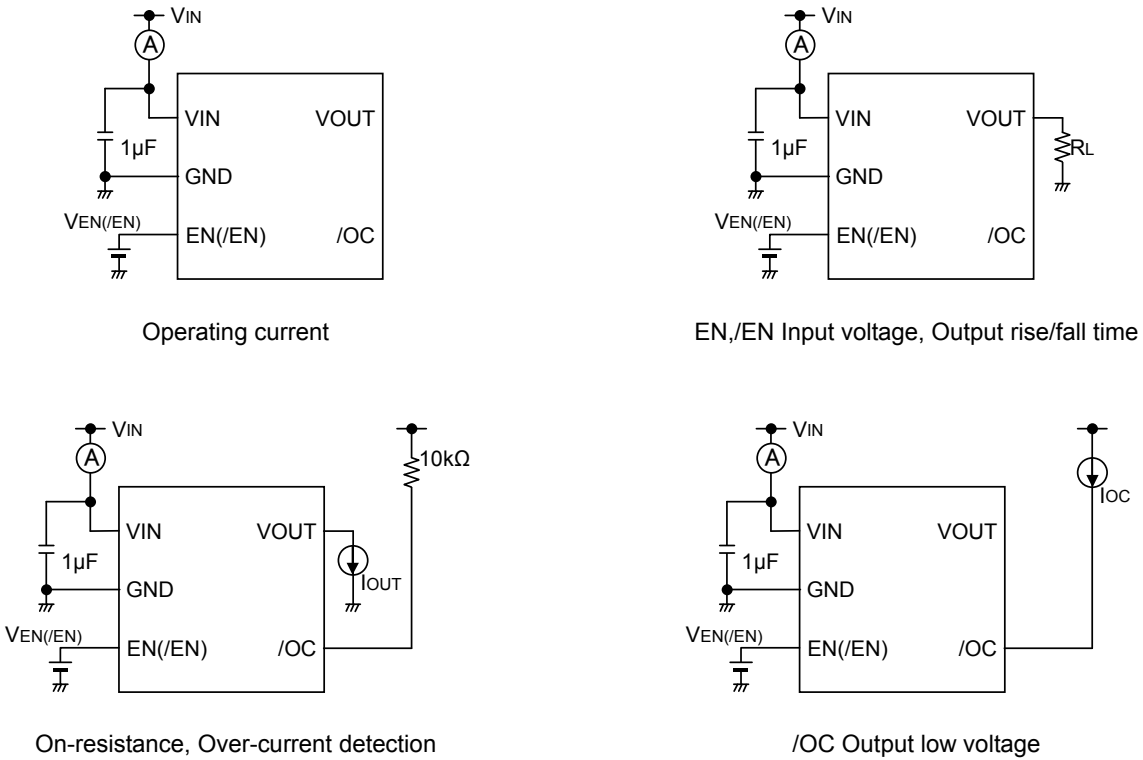 VIN
A
VIN VOUT
1µF
GND
VEN(/EN)
EN(/EN) /OC
Operating current
VIN
A
VIN VOUT
1µF RL
GND
VEN(/EN)
EN(/EN) /OC
EN,/EN Input voltage, Output rise/fall time
VIN
A 10kΩ
VIN VOUT
1µF IOUT
GND
VEN(/EN)
EN(/EN) /OC
On-resistance, Over-current detection
VIN
A
IOC
VIN VOUT
1µF
GND
VEN(/EN)
EN(/EN) /OC
/OC Output low voltage